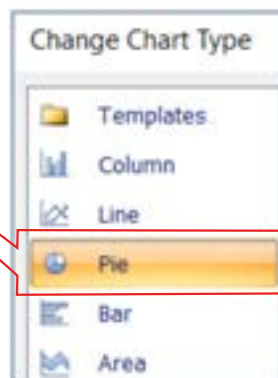 Change Chart Type
Templates
Column
Line
Pie
Bar
Area